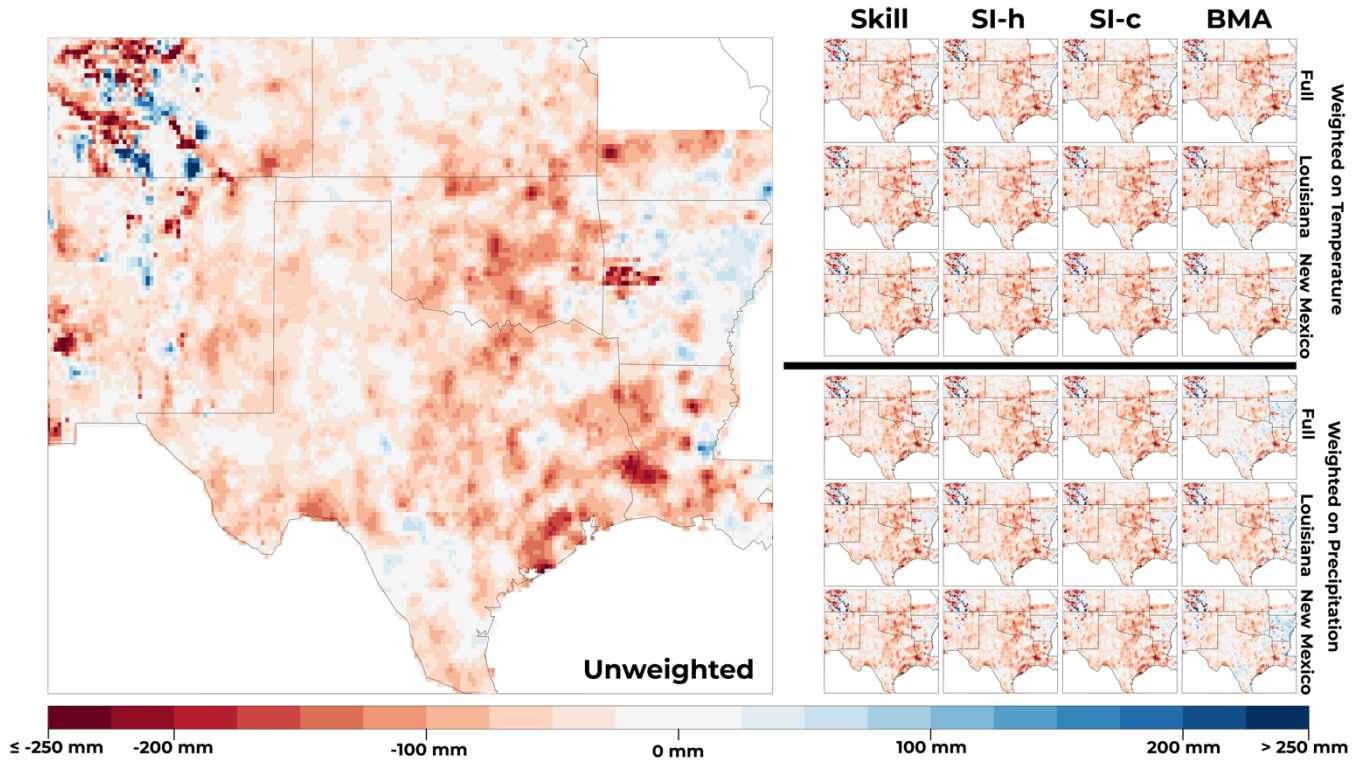 Skill SI-h SI-c BMA
Full
Louisiana
New Mexico
Weighted on Temperature
Full
Louisiana
New Mexico
Weighted on Precipitation
Unweighted
≤ -250 mm -200 mm -100 mm 0 mm 100 mm 200 mm > 250 mm